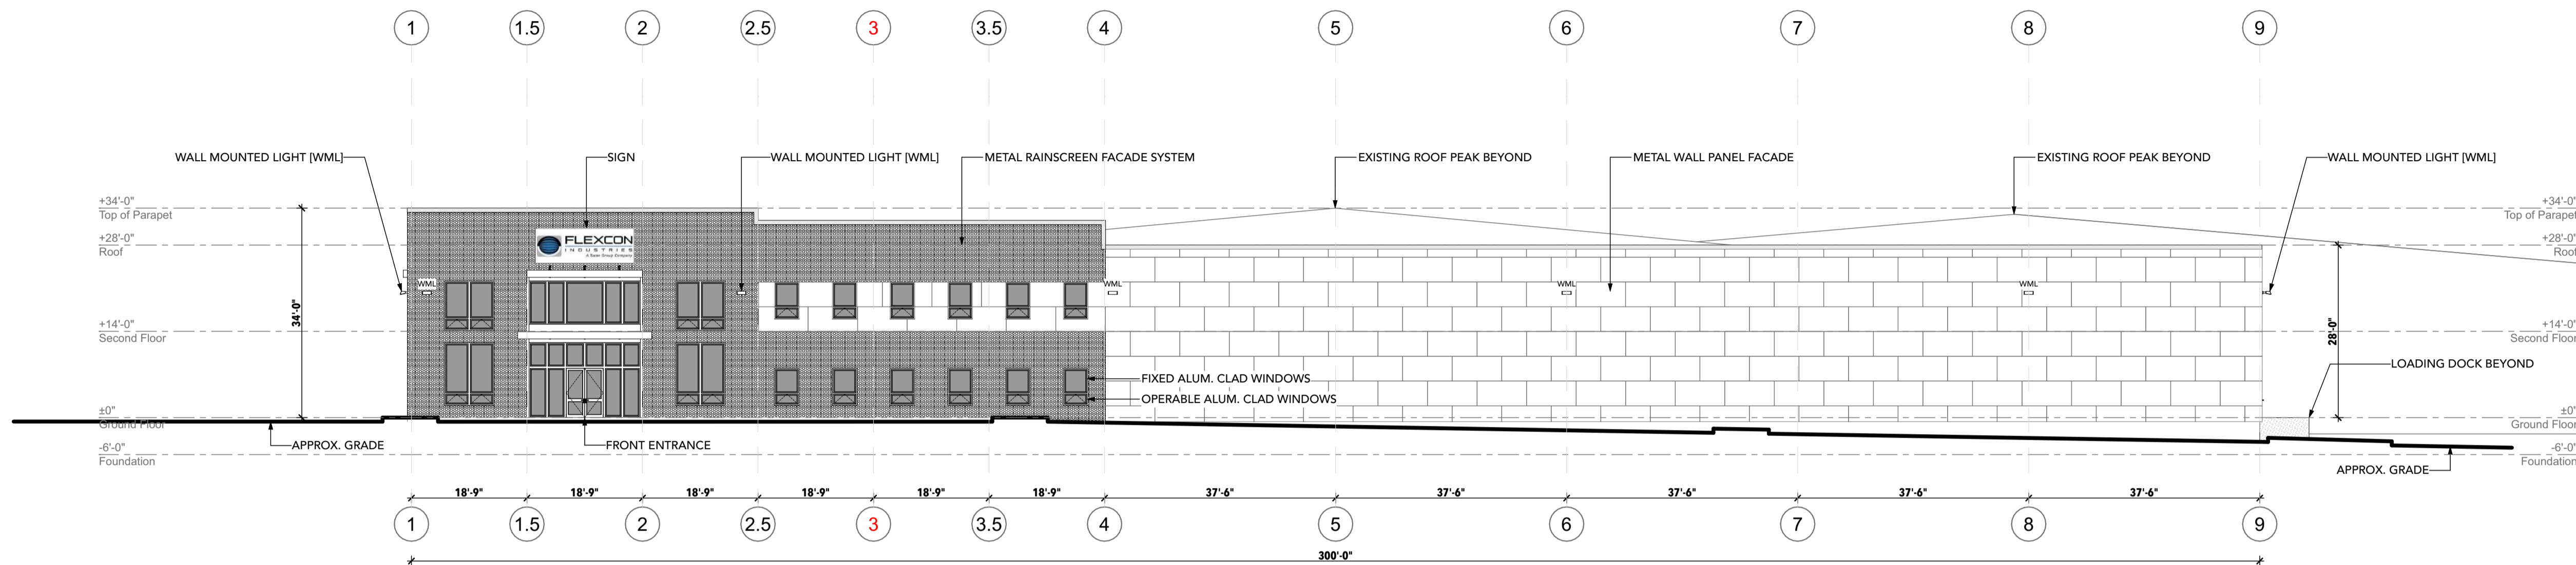 1 1.5 2 2.5 3 3.5 4 5 6 7 8 9
WALL MOUNTED LIGHT [WML] SIGN WALL MOUNTED LIGHT [WML] METAL RAINSCREEN FACADE SYSTEM EXISTING ROOF PEAK BEYOND METAL WALL PANEL FACADE EXISTING ROOF PEAK BEYOND WALL MOUNTED LIGHT [WML]
+34'-0" +34'-0"
Top of Parapet Top of Parapet
+28'-0" +28'-0"
Roof Roof
FLEXCON
INDUSTRIES
WML WML WML WML
34'-0"
28'-0"
+14'-0" +14'-0"
Second Floor Second Floor
LOADING DOCK BEYOND
FIXED ALUM. CLAD WINDOWS
OPERABLE ALUM. CLAD WINDOWS
±0" ±0"
Ground Floor Ground Floor
APPROX. GRADE FRONT ENTRANCE
-6'-0" -6'-0"
Foundation Foundation
APPROX. GRADE
18'-9" 18'-9" 18'-9" 18'-9" 18'-9" 18'-9" 37'-6" 37'-6" 37'-6" 37'-6" 37'-6"
1 1.5 2 2.5 3 3.5 4 5 6 7 8 9
300'-0"